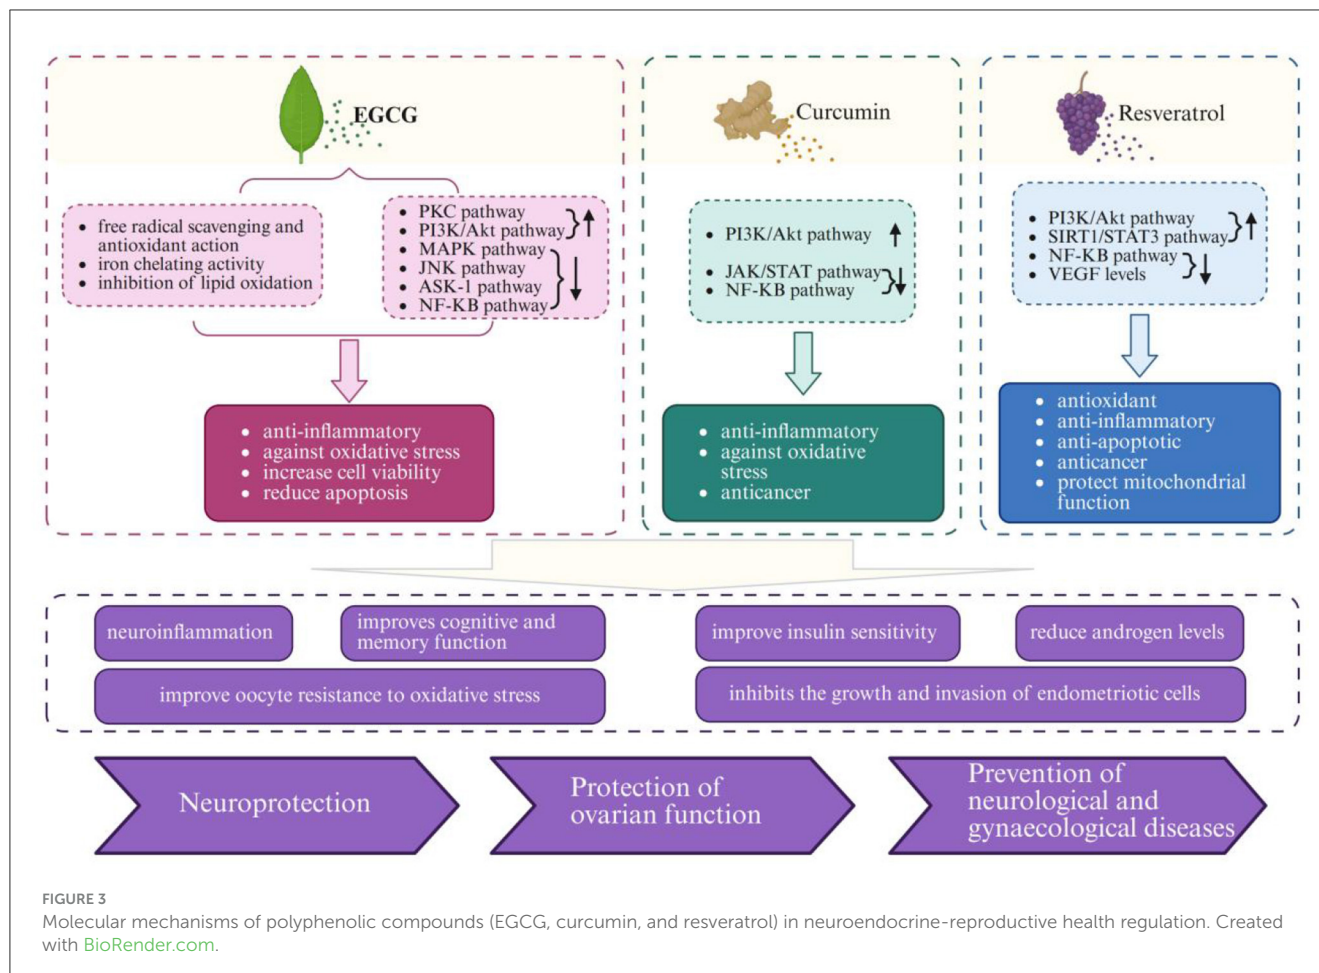 EGCG
Curcumin
Resveratrol
• free radical scavenging and
antioxidant action
• iron chelating activity
• inhibition of lipid oxidation
• PKC pathway
• PI3K/Akt pathway
• MAPK pathway
• JNK pathway
• ASK-1 pathway
• NF-KB pathway
• PI3K/Akt pathway
• JAK/STAT pathway
• NF-KB pathway
• PI3K/Akt pathway
• SIRT1/STAT3 pathway
• NF-KB pathway
• VEGF levels
• anti-inflammatory
• against oxidative stress
• increase cell viability
• reduce apoptosis
• anti-inflammatory
• against oxidative
stress
• anticancer
• antioxidant
• anti-inflammatory
• anti-apoptotic
• anticancer
• protect mitochondrial
function
neuroinflammation
improves cognitive and
memory function
improve insulin sensitivity
reduce androgen levels
improve oocyte resistance to oxidative stress
inhibits the growth and invasion of endometriotic cells
Neuroprotection
Protection of
ovarian function
Prevention of
neurological and
gynaecological diseases
FIGURE 3
Molecular mechanisms of polyphenolic compounds (EGCG, curcumin, and resveratrol) in neuroendocrine-reproductive health regulation. Created
with BioRender.com.